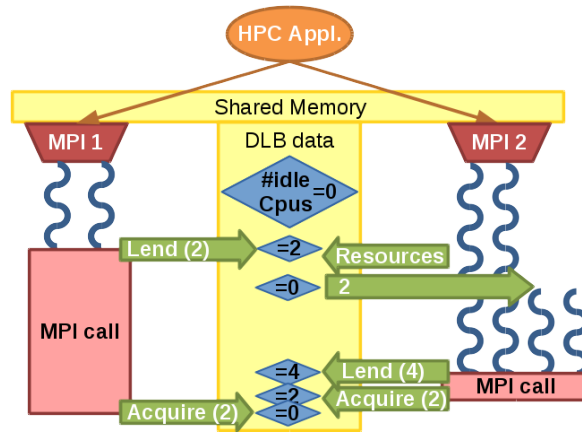 HPC Appl.
Shared Memory
MPI 1
MPI 2
DLB data
#idle
Cpus
=0
Lend (2)
=2
Resources
=0
2
MPI call
=4
Lend (4)
MPI call
=2
Acquire (2)
Acquire (2)
=0